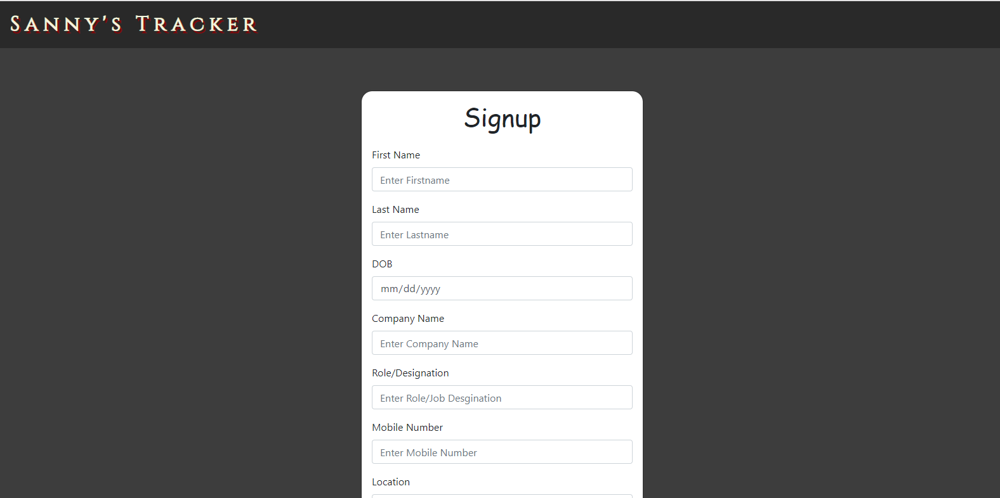 Sanny's Tracker
Signup
First Name
Enter Firstname
Last Name
Enter Lastname
DOB
mm/dd/yyyy
Company Name
Enter Company Name
Role/Designation
Enter Role/Job Desgination
Mobile Number
Enter Mobile Number
Location